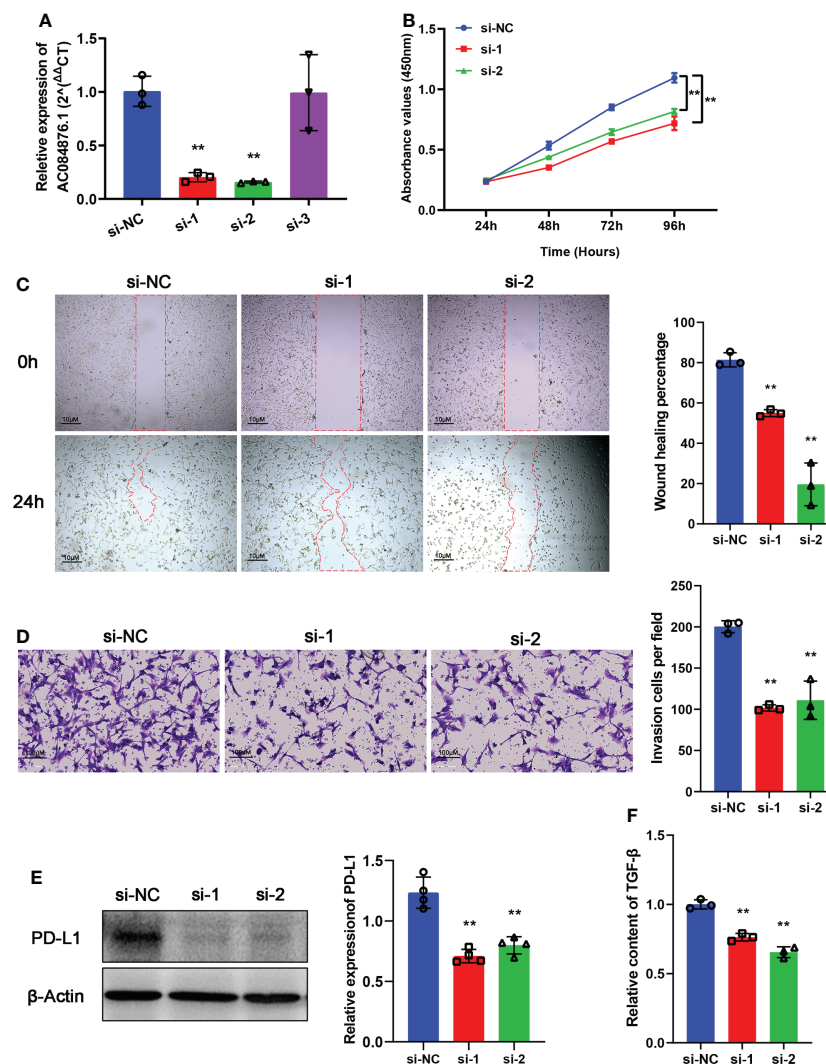 A
Reletive expression of
AC084876.1 (2^(ΔΔCT)
1.5
1.0
0.5
0.0
**
**
si-NC
si-1
si-2
si-3
B
si-NC
si-1
si-2
Absorbance values (450nm)
1.5
1.0
0.5
0.0
**
**
24h
48h
72h
96h
Time (Hours)
C
si-NC
si-1
si-2
0h
10μM
10μM
10μM
24h
10μM
10μM
10μM
Wound healing percentage
100
80
60
40
20
0
**
**
si-NC
si-1
si-2
D
si-NC
si-1
si-2
100μM
100μM
100μM
Invasion cells per field
250
200
150
100
50
0
**
**
si-NC
si-1
si-2
E
si-NC
si-1
si-2
PD-L1
β-Actin
Relative expressionof PD-L1
1.5
1.0
0.5
0.0
**
**
si-NC
si-1
si-2
F
Relative content of TGF-β
1.5
1.0
0.5
0.0
**
**
si-NC
si-1
si-2